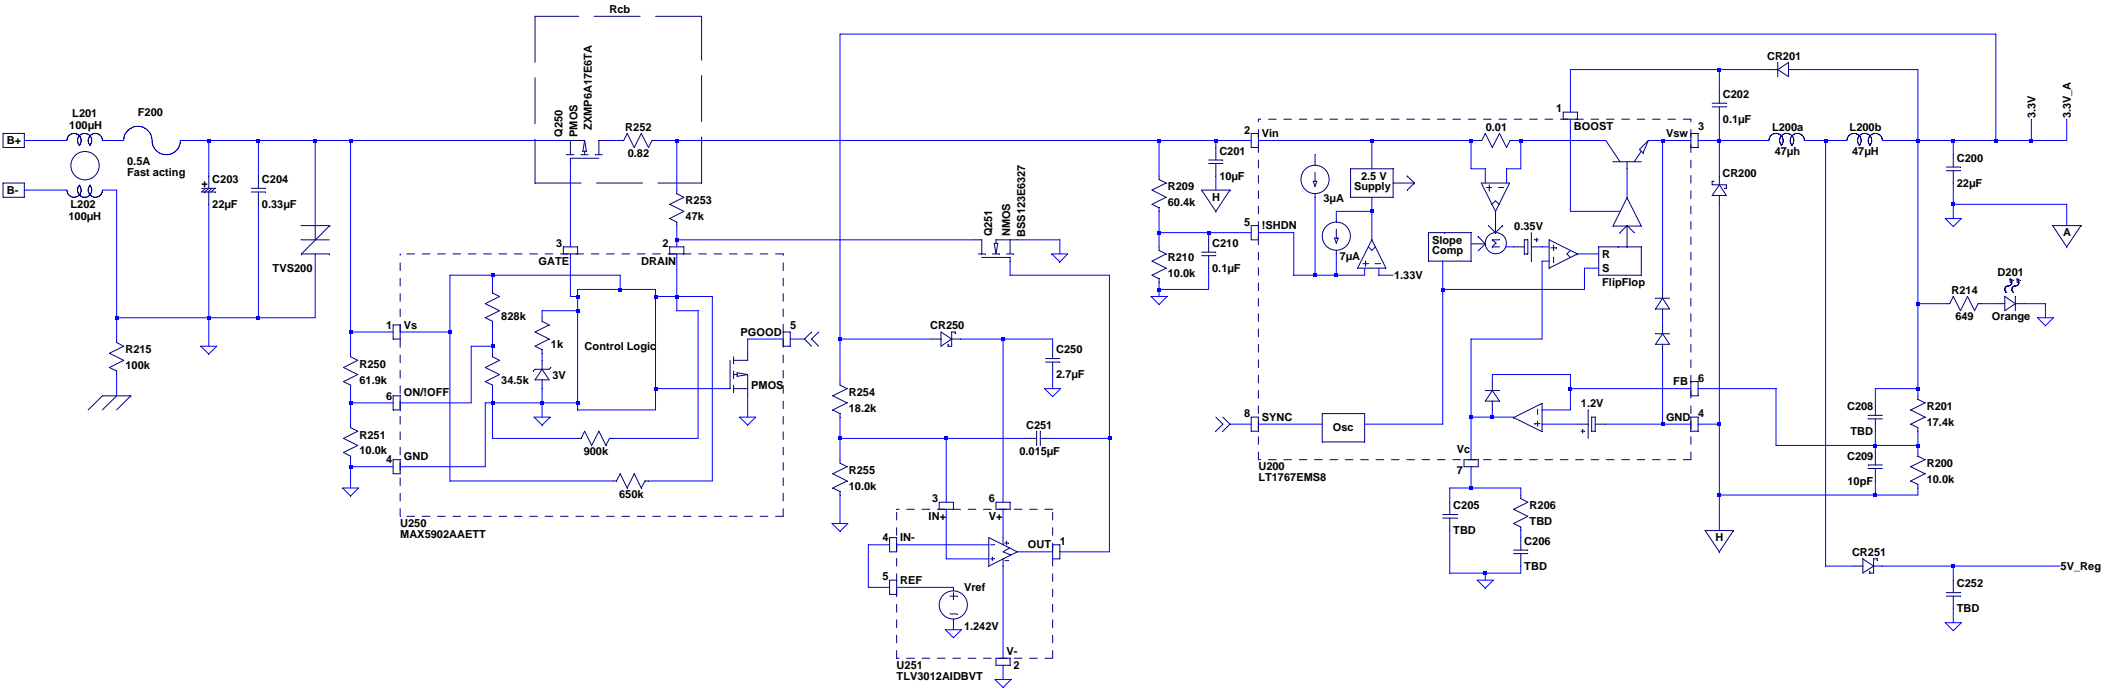 Rcb
B+
B-
L201
100µH
L202
100µH
F200
0.5A
Fast acting
C203
22µF
C204
0.33µF
TVS200
R215
100k
Q250
PMOS
ZXMP6A17E6TA
R252
0.82
R253
47k
Q251
NMOS
BSS123E6327
3
GATE
2
DRAIN
1
Vs
R250
61.9k
6
ON/!OFF
R251
10.0k
4
GND
828k
34.5k
1k
3V
Control Logic
PGOOD
5
PMOS
900k
650k
U250
MAX5902AAETT
CR250
C250
2.7µF
R254
18.2k
C251
0.015µF
R255
10.0k
3
IN+
6
V+
4
IN-
5
REF
OUT
1
Vref
1.242V
V-
2
U251
TLV3012AIDBVT
R209
60.4k
R210
10.0k
C201
10µF
H
C210
0.1µF
2
Vin
5
!SHDN
3µA
7µA
2.5 V
Supply
1.33V
0.01
1
BOOST
Vsw
3
0.35V
Slope
Comp
Σ
R
S
FlipFlop
FB
6
1.2V
GND
4
8
SYNC
Osc
Vc
7
U200
LT1767EMS8
C205
TBD
R206
TBD
C206
TBD
CR201
C202
0.1µF
L200a
47µh
L200b
47µH
CR200
3.3V
3.3V_A
C200
22µF
A
R214
649
D201
Orange
C208
TBD
R201
17.4k
C209
10pF
R200
10.0k
H
CR251
5V_Reg
C252
TBD